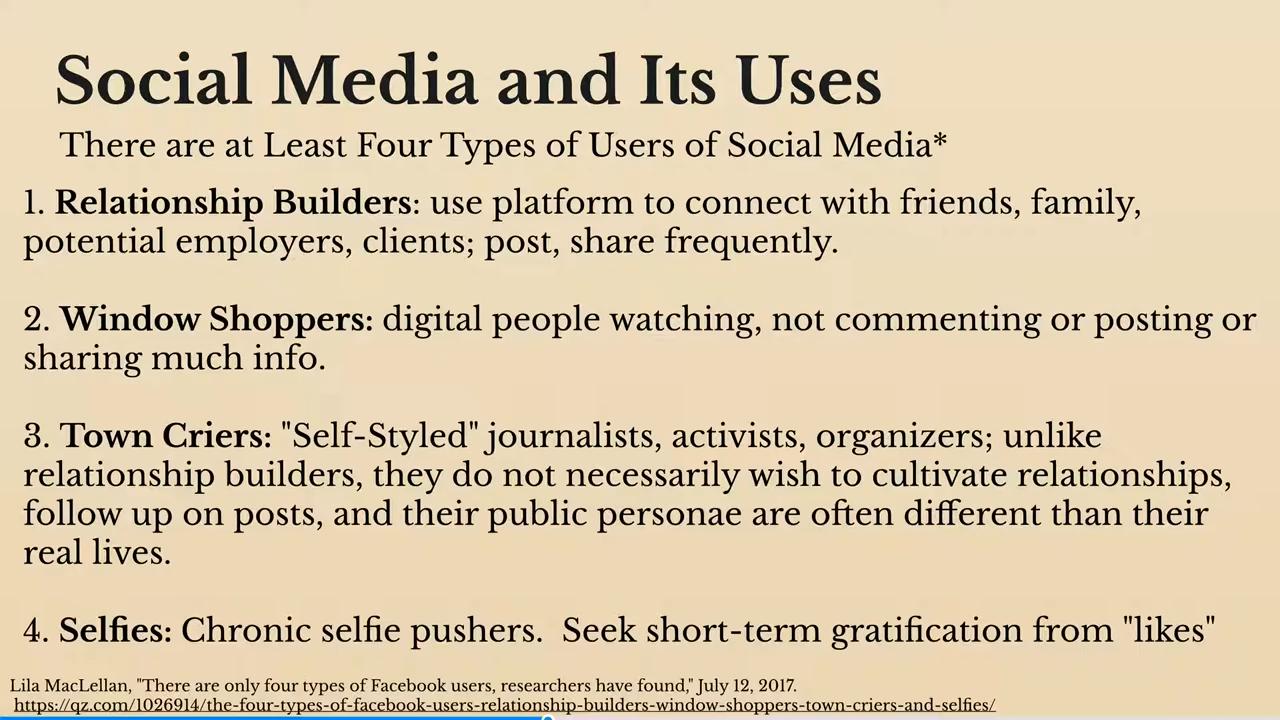 Social Media and Its Uses
There are at Least Four Types of Users of Social Media*
1. Relationship Builders: use platform to connect with friends, family,
potential employers, clients; post, share frequently.
2. Window Shoppers: digital people watching, not commenting or posting or
sharing much info.
3. Town Criers: "Self-Styled" journalists, activists, organizers; unlike
relationship builders, they do not necessarily wish to cultivate relationships,
follow up on posts, and their public personae are often different than their
real lives.
4. Selfies: Chronic selfie pushers.  Seek short-term gratification from "likes"
Lila MacLellan, "There are only four types of Facebook users, researchers have found," July 12, 2017.
https://qz.com/1026914/the-four-types-of-facebook-users-relationship-builders-window-shoppers-town-criers-and-selfies/